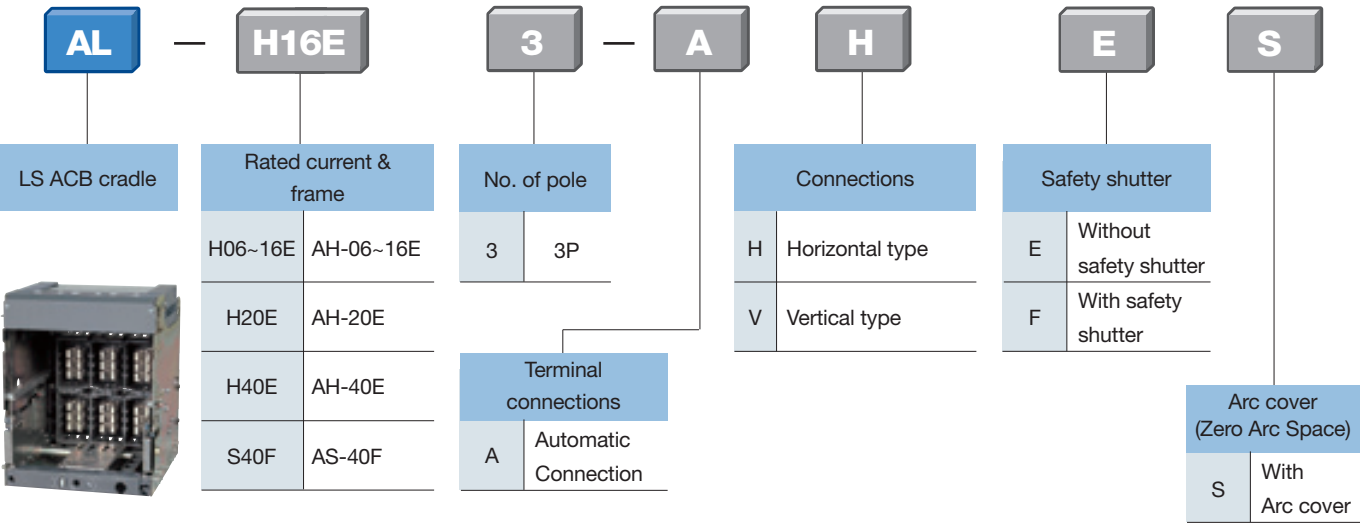 AL — H16E 3 — A H E S
LS ACB cradle
Rated current &
frame
H06~16E AH-06~16E
H20E AH-20E
H40E AH-40E
S40F AS-40F
No. of pole
3 3P
Terminal
connections
A Automatic
Connection
Connections
H Horizontal type
V Vertical type
Safety shutter
E Without
safety shutter
F With safety
shutter
Arc cover
(Zero Arc Space)
S With
Arc cover